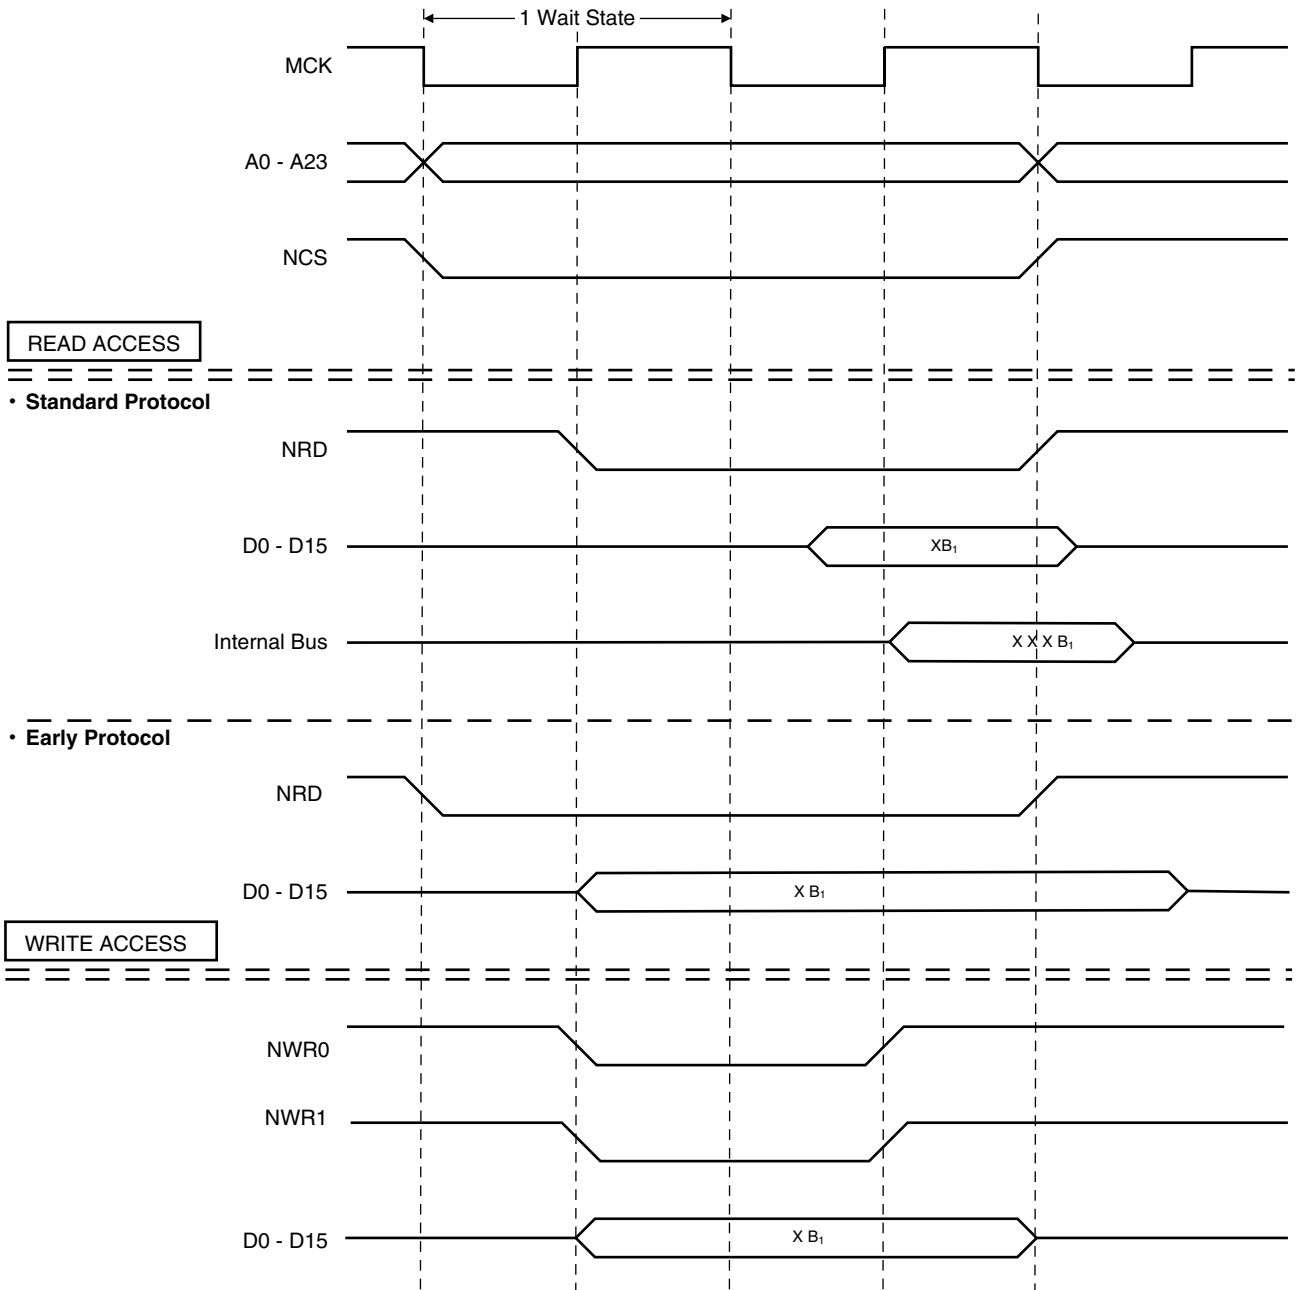 1 Wait State
MCK
A0 - A23
NCS
READ ACCESS
• Standard Protocol
NRD
D0 - D15
XB₁
Internal Bus
X X X B₁
• Early Protocol
NRD
D0 - D15
X B₁
WRITE ACCESS
NWR0
NWR1
D0 - D15
X B₁